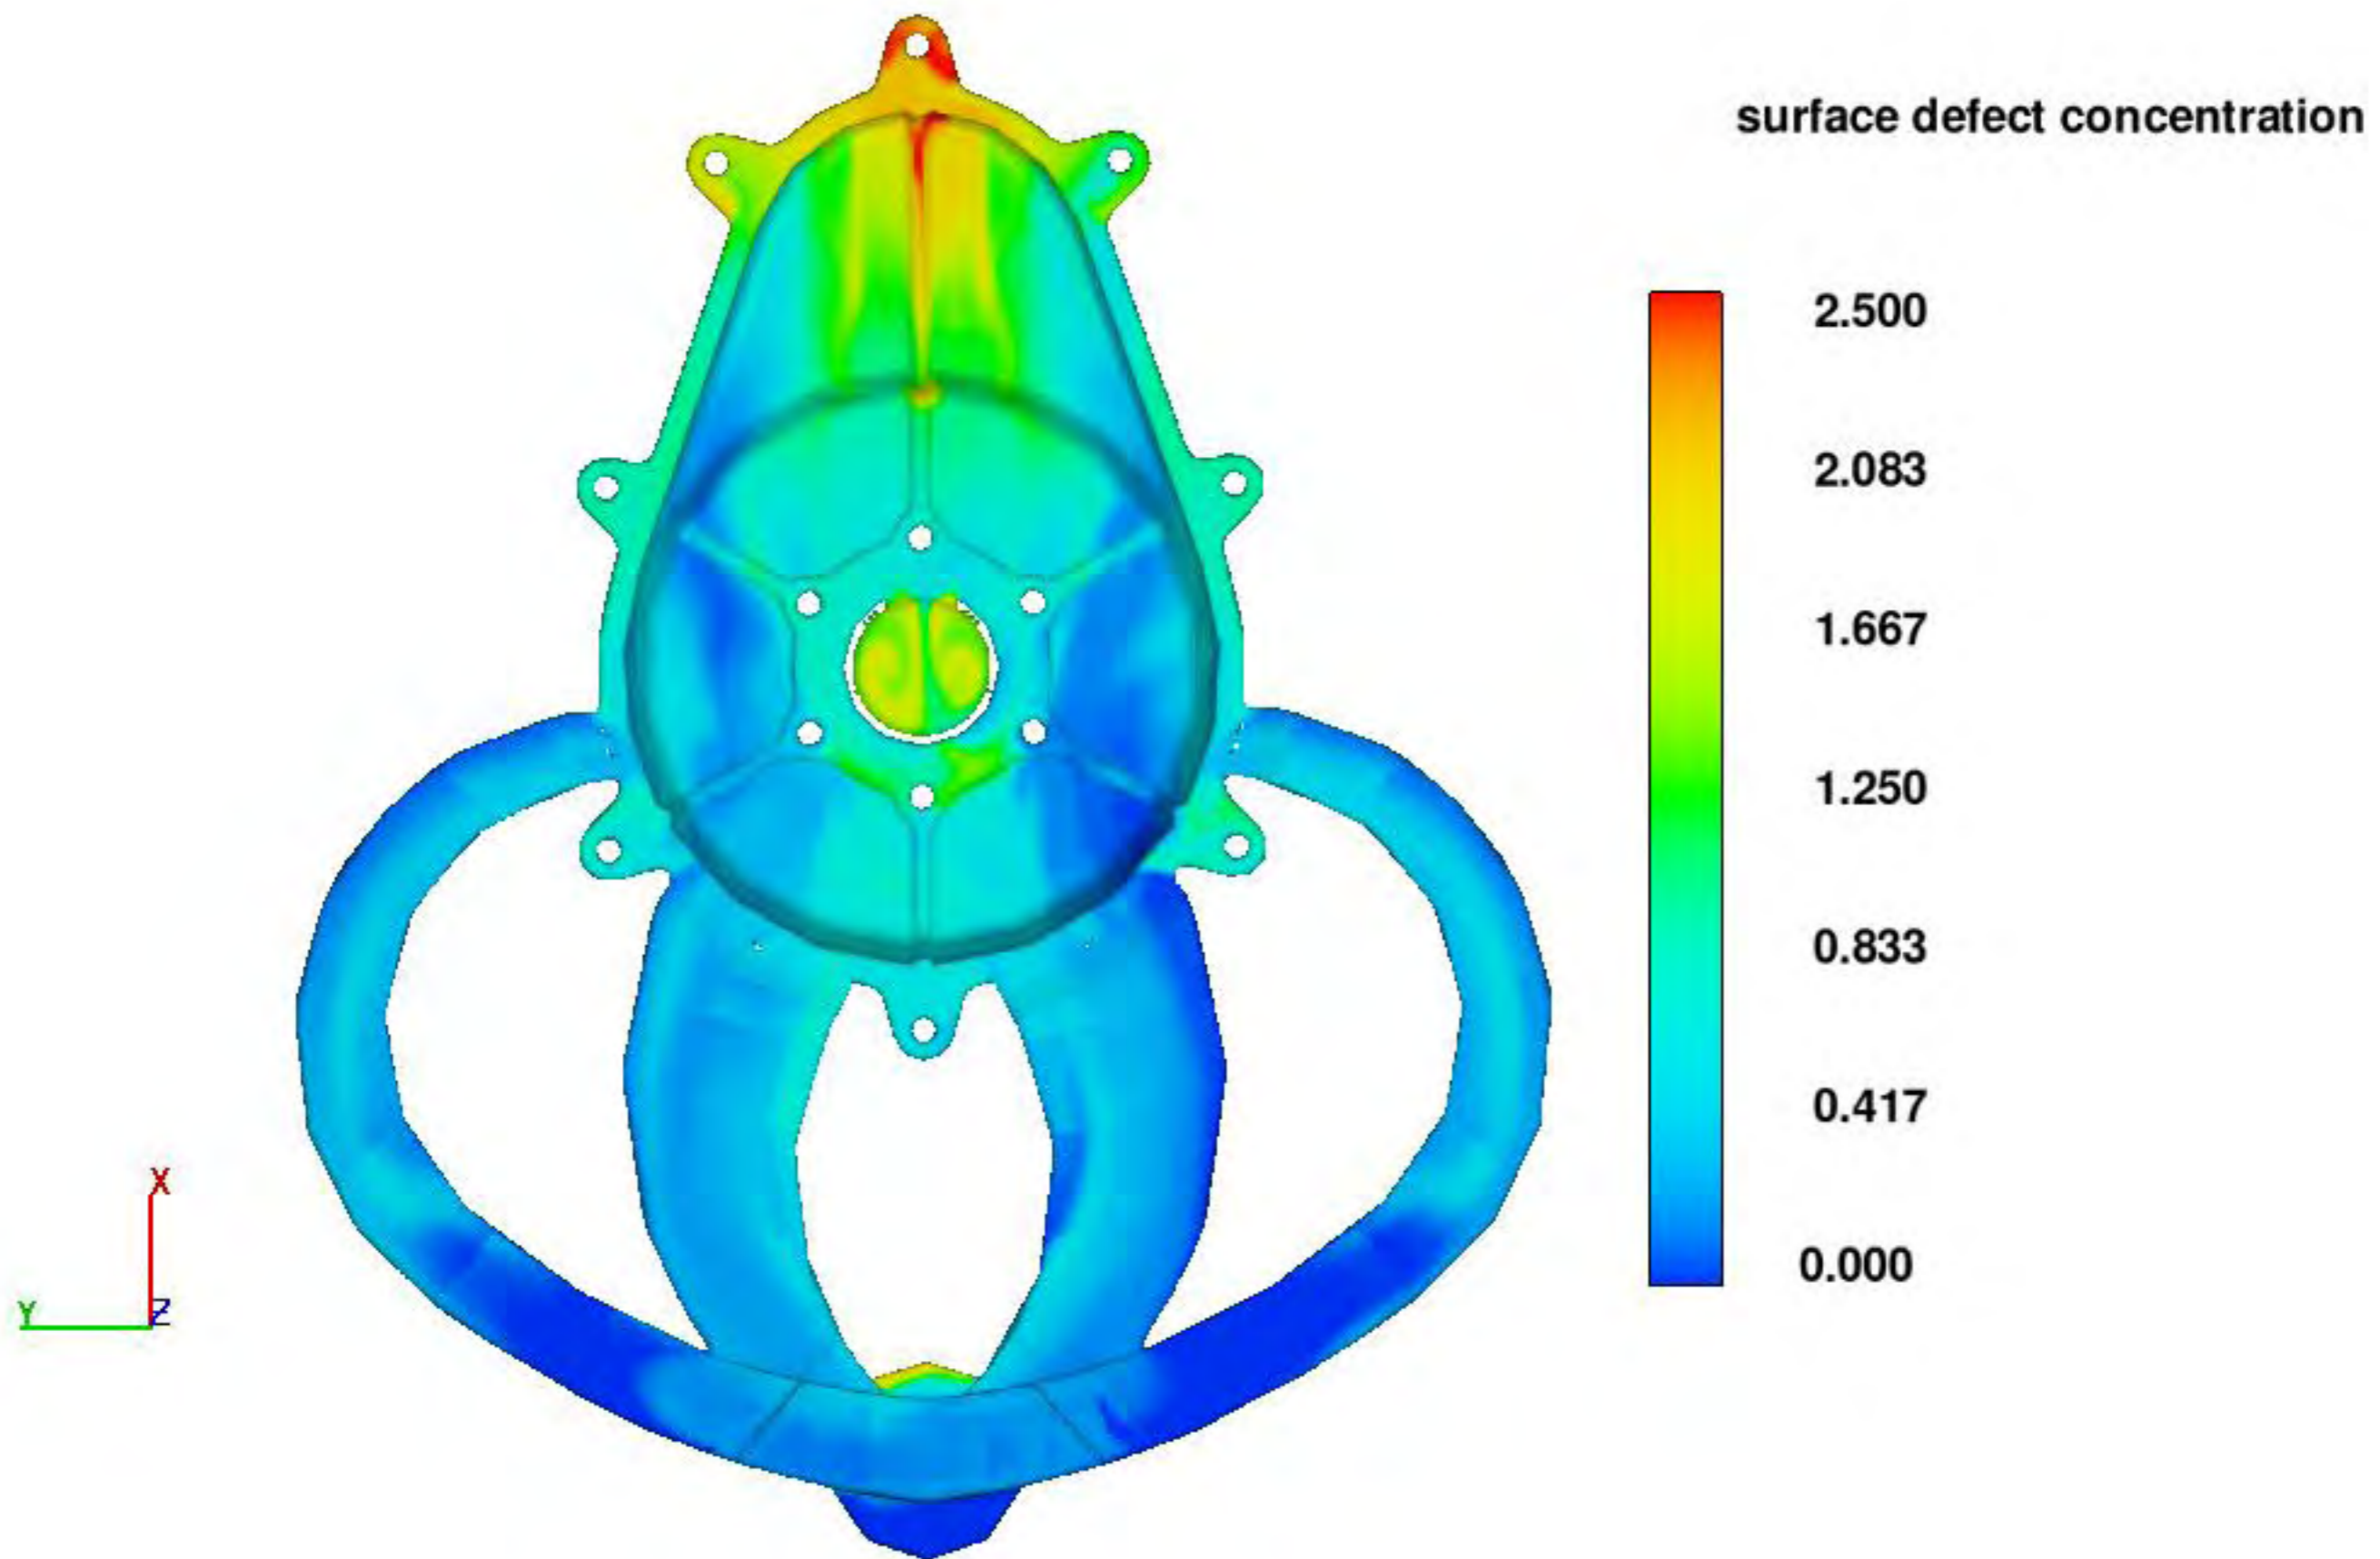 surface defect concentration
2.500
2.083
1.667
1.250
0.833
0.417
0.000
X
Y
Z